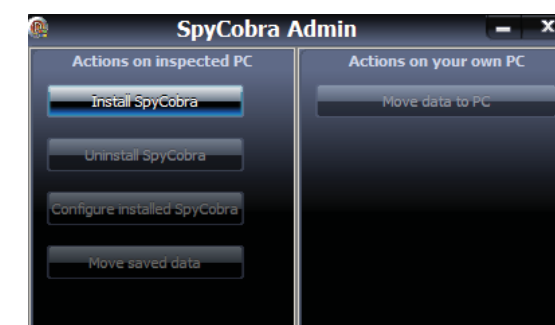 SpyCobra Admin
Actions on inspected PC
Install SpyCobra
Uninstall SpyCobra
Configure installed SpyCobra
Move saved data
Actions on your own PC
Move data to PC